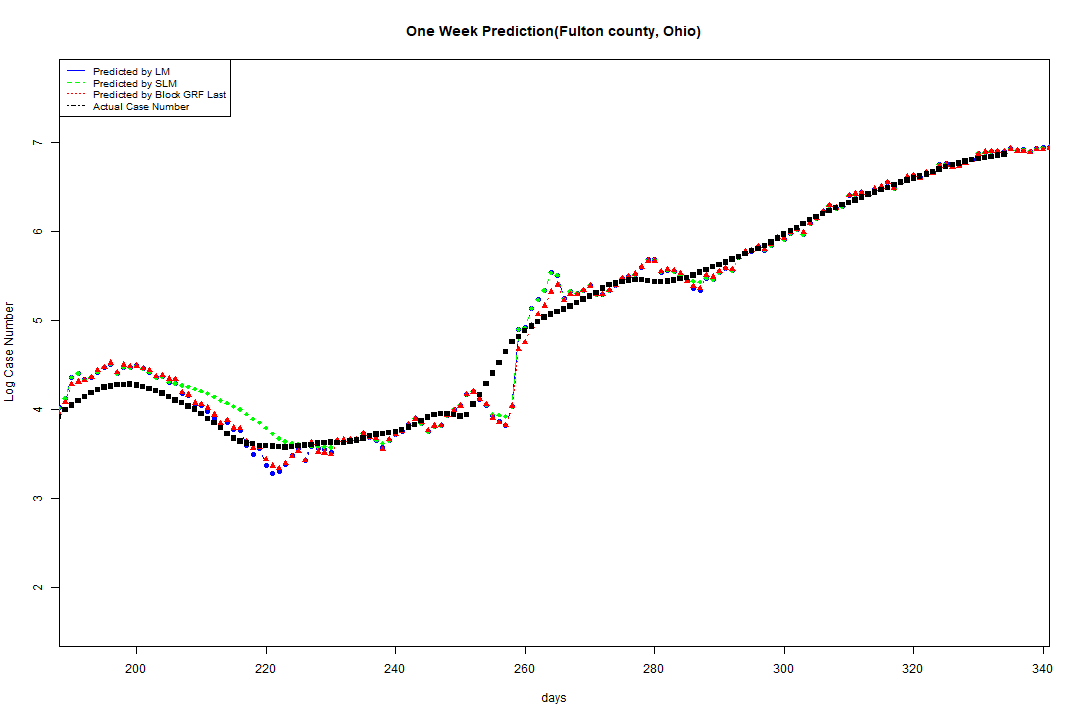 One Week Prediction(Fulton county, Ohio)
Predicted by LM
Predicted by SLM
Predicted by Block GRF Last
Actual Case Number
7
6
5
4
3
2
Log Case Number
200 220 240 260 280 300 320 340
days